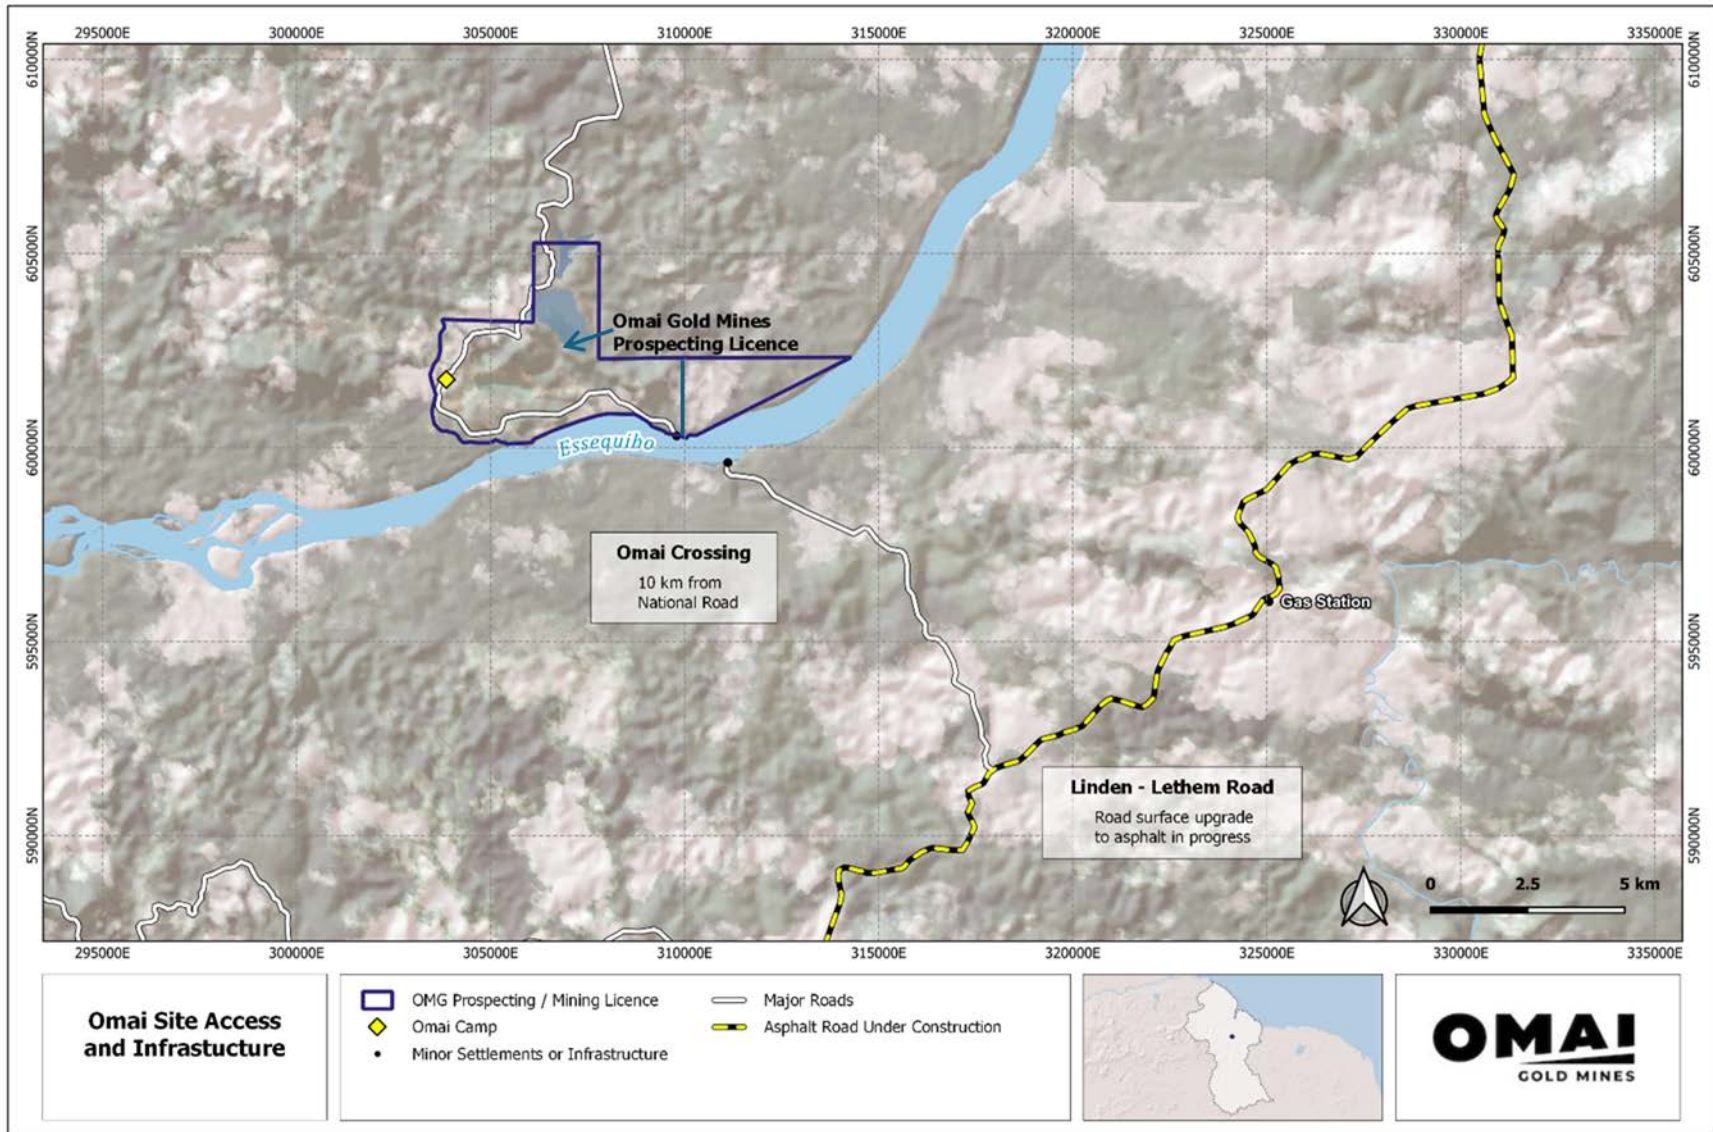 295000E 300000E 305000E 310000E 315000E 320000E 325000E 330000E 335000E
610000N
610000N
605000N
605000N
Omai Gold Mines
Prospecting Licence
600000N
Essequibo
600000N
Omai Crossing
10 km from
National Road
Gas Station
595000N
595000N
Linden - Lethem Road
Road surface upgrade
to asphalt in progress
590000N
590000N
0 2.5 5 km
295000E 300000E 305000E 310000E 315000E 320000E 325000E 330000E 335000E
Omai Site Access
and Infrastucture
OMG Prospecting / Mining Licence
Omai Camp
Minor Settlements or Infrastructure
Major Roads
Asphalt Road Under Construction
OMAI
GOLD MINES